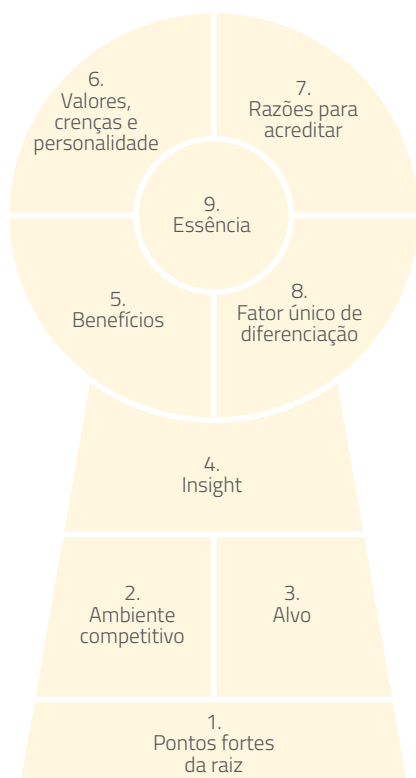 6.
Valores,
crenças e
personalidade
7.
Razões para
acreditar
9.
Essência
5.
Benefícios
8.
Fator único de
diferenciação
4.
Insight
2.
Ambiente
competitivo
3.
Alvo
1.
Pontos fortes
da raiz